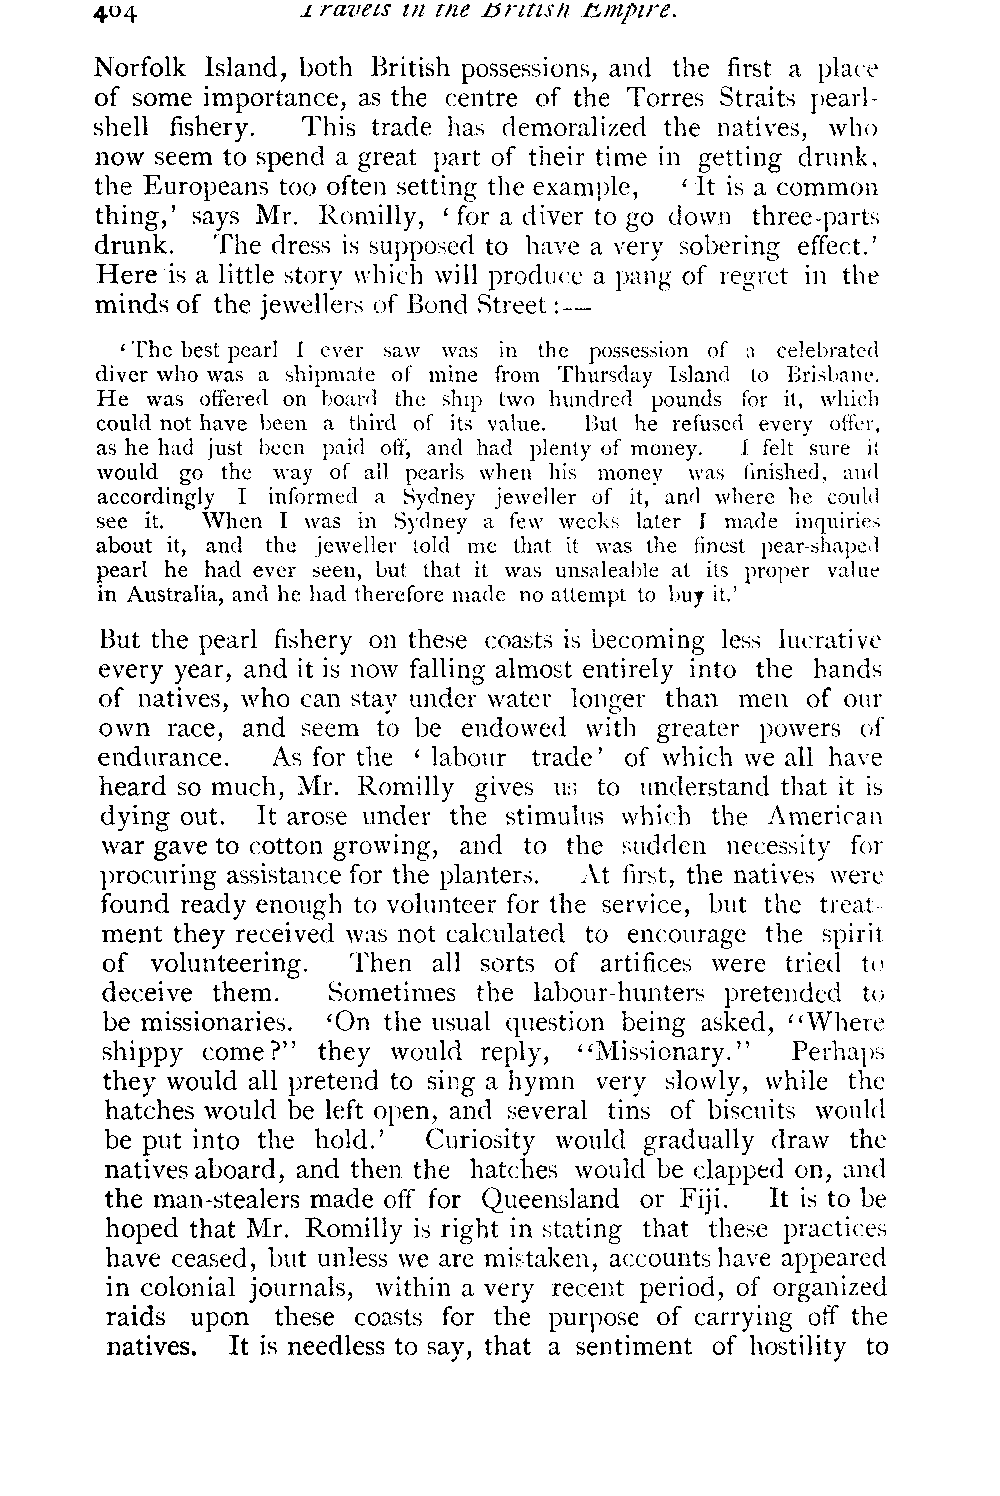 404 Travels in the British Empire.
Norfolk Island, both British possessions, and the first a place
of some importance, as the centre of the Torres Straits pearl-
shell fishery. This trade has demoralized the natives, who
now seem to spend a great part of their time in getting drunk,
the Europeans too often setting the example, ‘ It is a common
thing,’ says Mr. Romilly, ‘ for a diver to go down three-parts
drunk. The dress is supposed to have a very sobering effect.’
Here is a little story which will produce a pang of regret in the
minds of the jewellers of Bond Street :—
‘ The best pearl I ever saw was in the possession of a celebrated
diver who was a shipmate of mine from Thursday Island to Brisbane.
He was offered on board the ship two hundred pounds for it, which
could not have been a third of its value. But he refused every offer,
as he had just been paid off, and had plenty of money. I felt sure it
would go the way of all pearls when his money was finished, and
accordingly I informed a Sydney jeweller of it, and where he could
see it. When I was in Sydney a few weeks later I made inquiries
about it, and the jeweller told me that it was the finest pear-shaped
pearl he had ever seen, but that it was unsaleable at its proper value
in Australia, and he had therefore made no attempt to buy it.’
But the pearl fishery on these coasts is becoming less lucrative
every year, and it is now falling almost entirely into the hands
of natives, who can stay under water longer than men of our
own race, and seem to be endowed with greater powers of
endurance. As for the ‘ labour trade’ of which we all have
heard so much, Mr. Romilly gives us to understand that it is
dying out. It arose under the stimulus which the American
war gave to cotton growing, and to the sudden necessity for
procuring assistance for the planters. At first, the natives were
found ready enough to volunteer for the service, but the treat-
ment they received was not calculated to encourage the spirit
of volunteering. Then all sorts of artifices were tried to
deceive them. Sometimes the labour-hunters pretended to
be missionaries. ‘On the usual question being asked, “Where
shippy come?” they would reply, “Missionary.” Perhaps
they would all pretend to sing a hymn very slowly, while the
hatches would be left open, and several tins of biscuits would
be put into the hold.’ Curiosity would gradually draw the
natives aboard, and then the hatches would be clapped on, and
the man-stealers made off for Queensland or Fiji. It is to be
hoped that Mr. Romilly is right in stating that these practices
have ceased, but unless we are mistaken, accounts have appeared
in colonial journals, within a very recent period, of organized
raids upon these coasts for the purpose of carrying off the
natives. It is needless to say, that a sentiment of hostility to